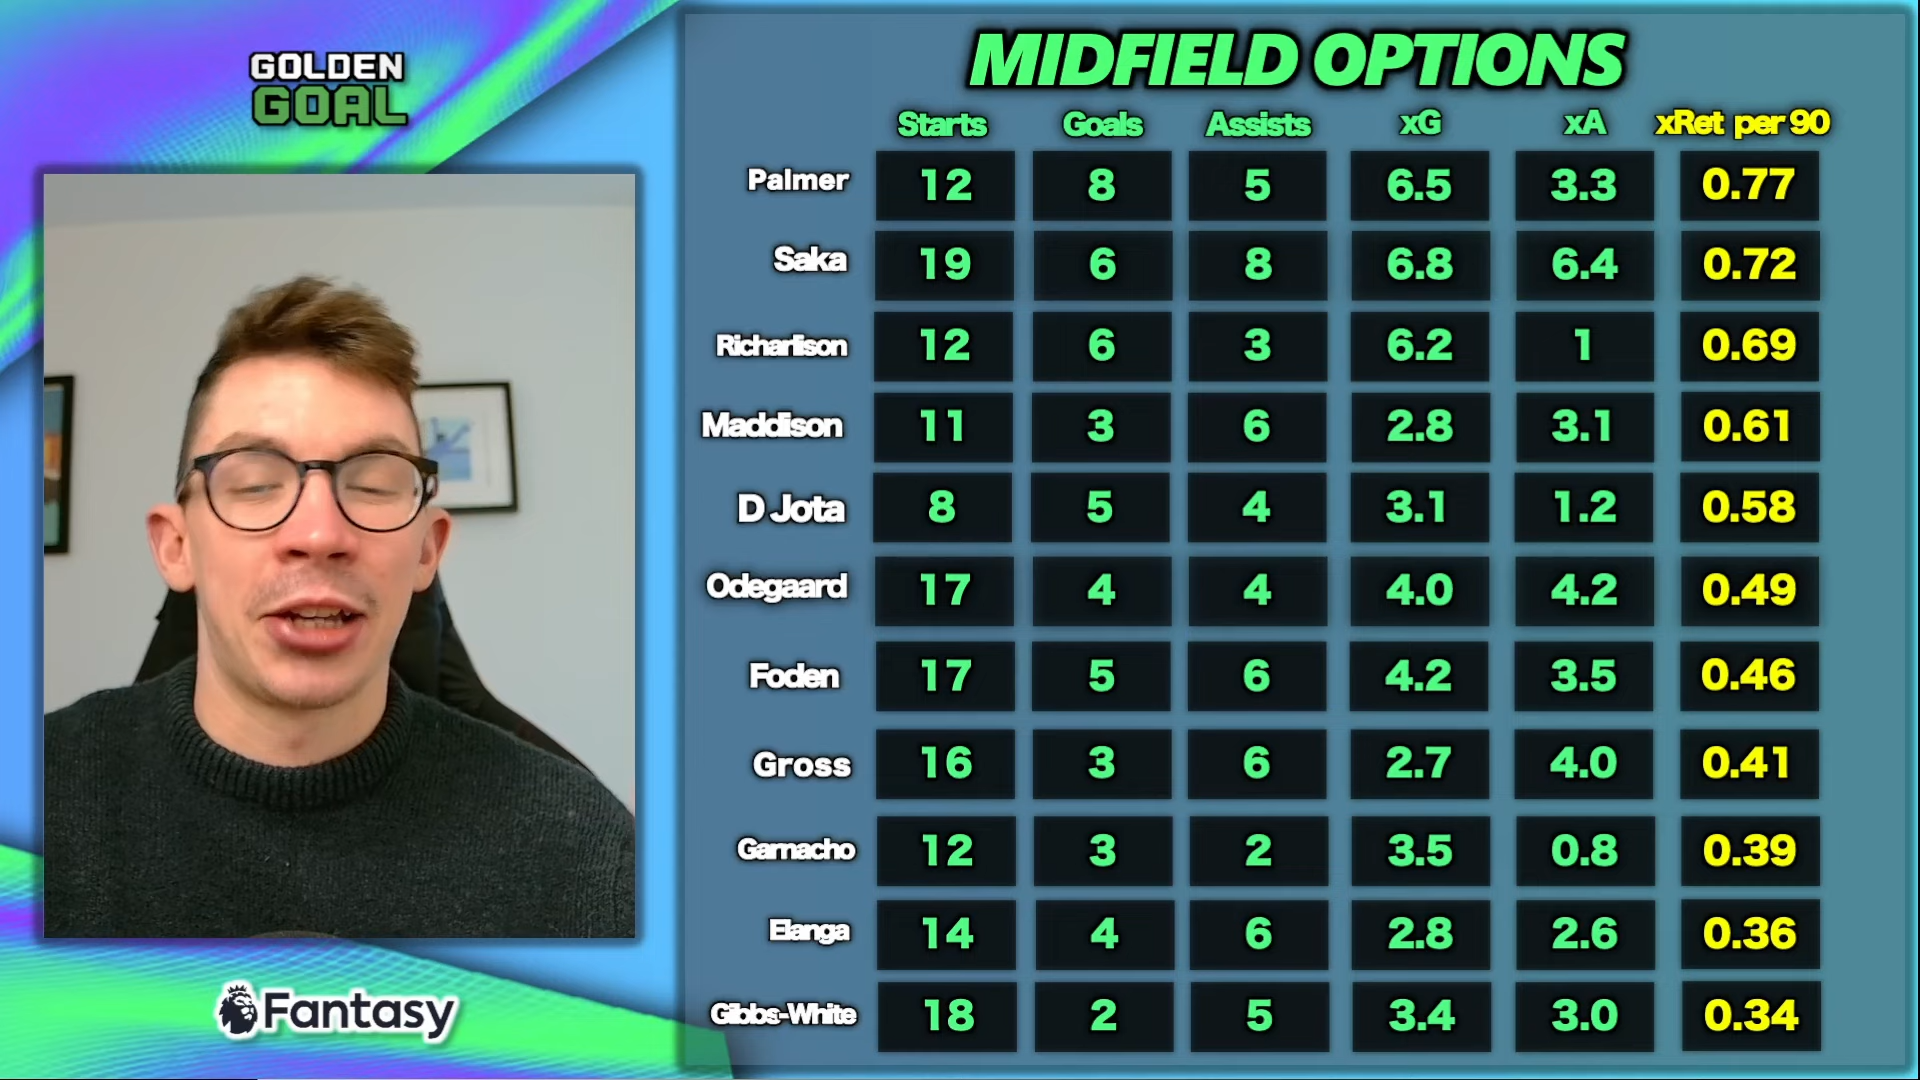 GOLDEN
GOAL
Fantasy
MIDFIELD OPTIONS
Starts Goals Assists xG xA xRet per 90
Palmer 12 8 5 6.5 3.3 0.77
Saka 19 6 8 6.8 6.4 0.72
Richarlison 12 6 3 6.2 1 0.69
Maddison 11 3 6 2.8 3.1 0.61
D Jota 8 5 4 3.1 1.2 0.58
Odegaard 17 4 4 4.0 4.2 0.49
Foden 17 5 6 4.2 3.5 0.46
Gross 16 3 6 2.7 4.0 0.41
Garnacho 12 3 2 3.5 0.8 0.39
Elanga 14 4 6 2.8 2.6 0.36
Gibbs-White 18 2 5 3.4 3.0 0.34